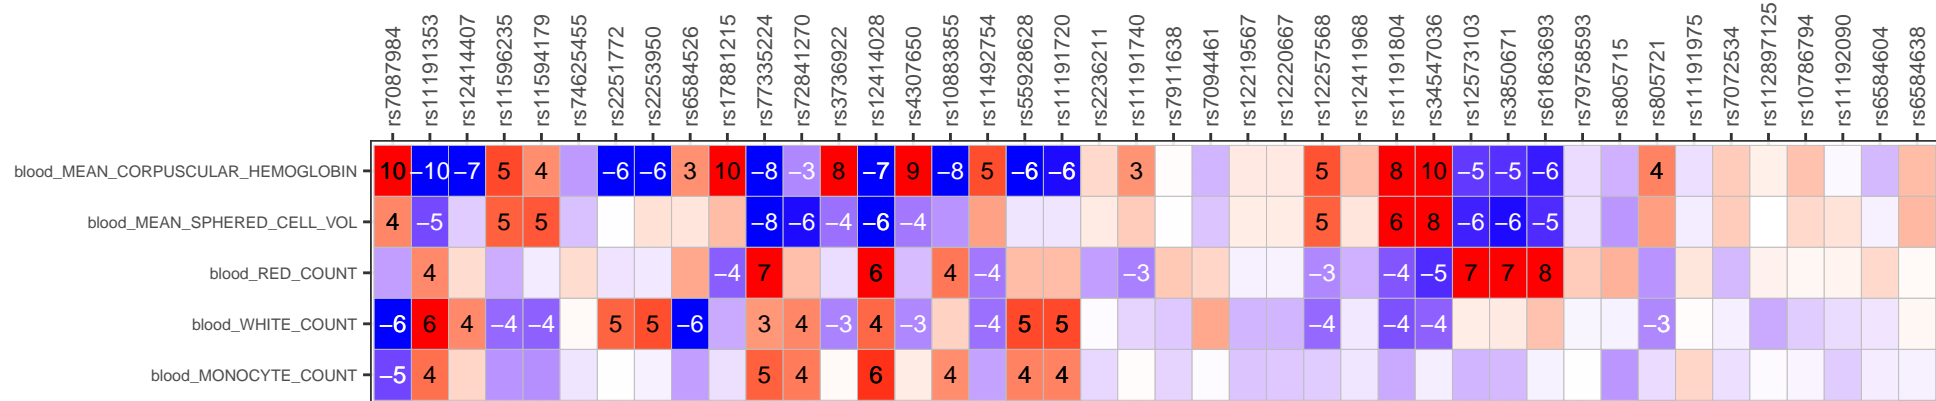 rs7087984 rs11191353 rs12414407 rs11596235 rs11594179 rs74625455 rs2251772 rs2253950 rs6584526 rs17881215 rs77335224 rs72841270 rs3736922 rs12414028 rs4307650 rs10883855 rs11492754 rs55928628 rs11191720 rs2236211 rs11191740 rs7911638 rs7094461 rs12219567 rs12220667 rs12257568 rs12411968 rs11191804 rs34547036 rs12573103 rs3850671 rs61863693 rs79758593 rs805715 rs805721 rs11191975 rs7072534 rs112897125 rs10786794 rs11192090 rs6584604 rs6584638
blood_MEAN_CORPUSCULAR_HEMOGLOBIN 10 −10 −7 5 4 −6 −6 3 10 −8 −3 8 −7 9 −8 5 −6 −6 3 5 8 10 −5 −5 −6 4
blood_MEAN_SPHERED_CELL_VOL 4 −5 5 5 −8 −6 −4 −6 −4 5 6 8 −6 −6 −5
blood_RED_COUNT 4 −4 7 6 4 −4 −3 −3 −4 −5 7 7 8
blood_WHITE_COUNT −6 6 4 −4 −4 5 5 −6 3 4 −3 4 −3 −4 5 5 −4 −4 −4 −3
blood_MONOCYTE_COUNT −5 4 5 4 6 4 4 4